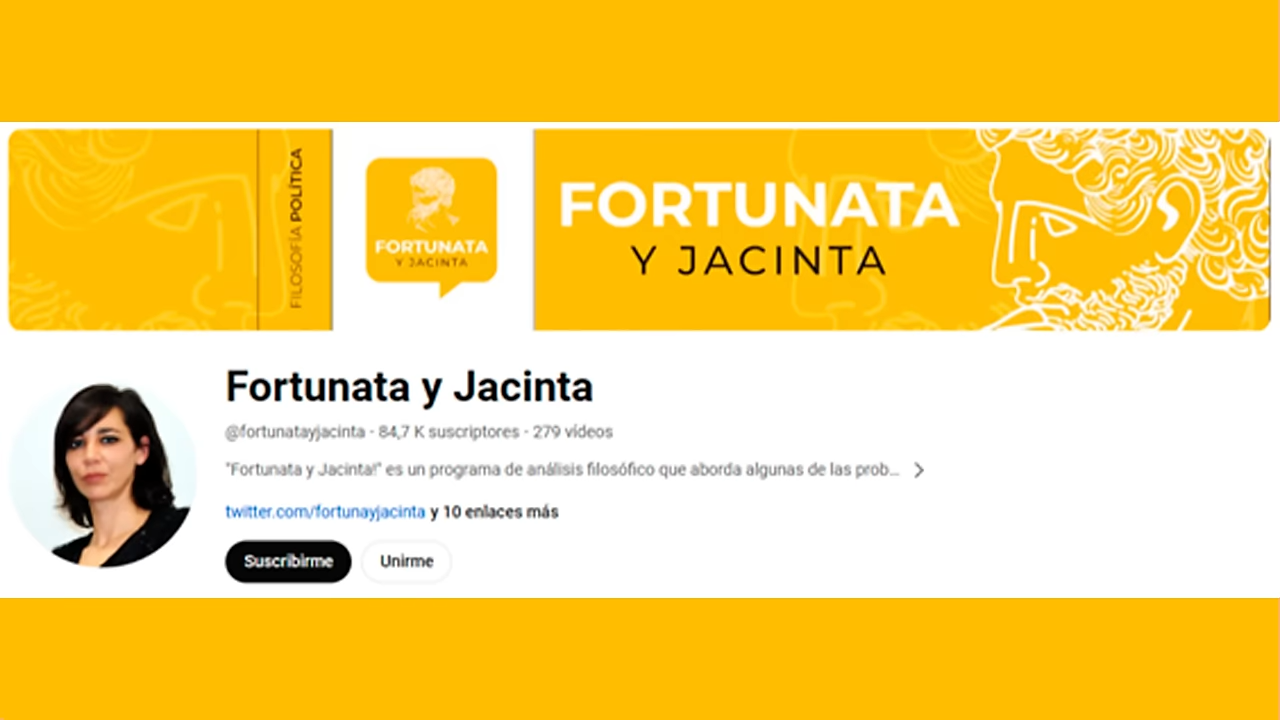 FILOSOFÍA POLÍTICA
FORTUNATA
Y JACINTA
FORTUNATA
Y JACINTA
Fortunata y Jacinta
@fortunatayjacinta - 84,7 K suscriptores - 279 vídeos
"Fortunata y Jacinta!" es un programa de análisis filosófico que aborda algunas de las prob...
twitter.com/fortunayjacinta y 10 enlaces más
Suscribirme
Unirme